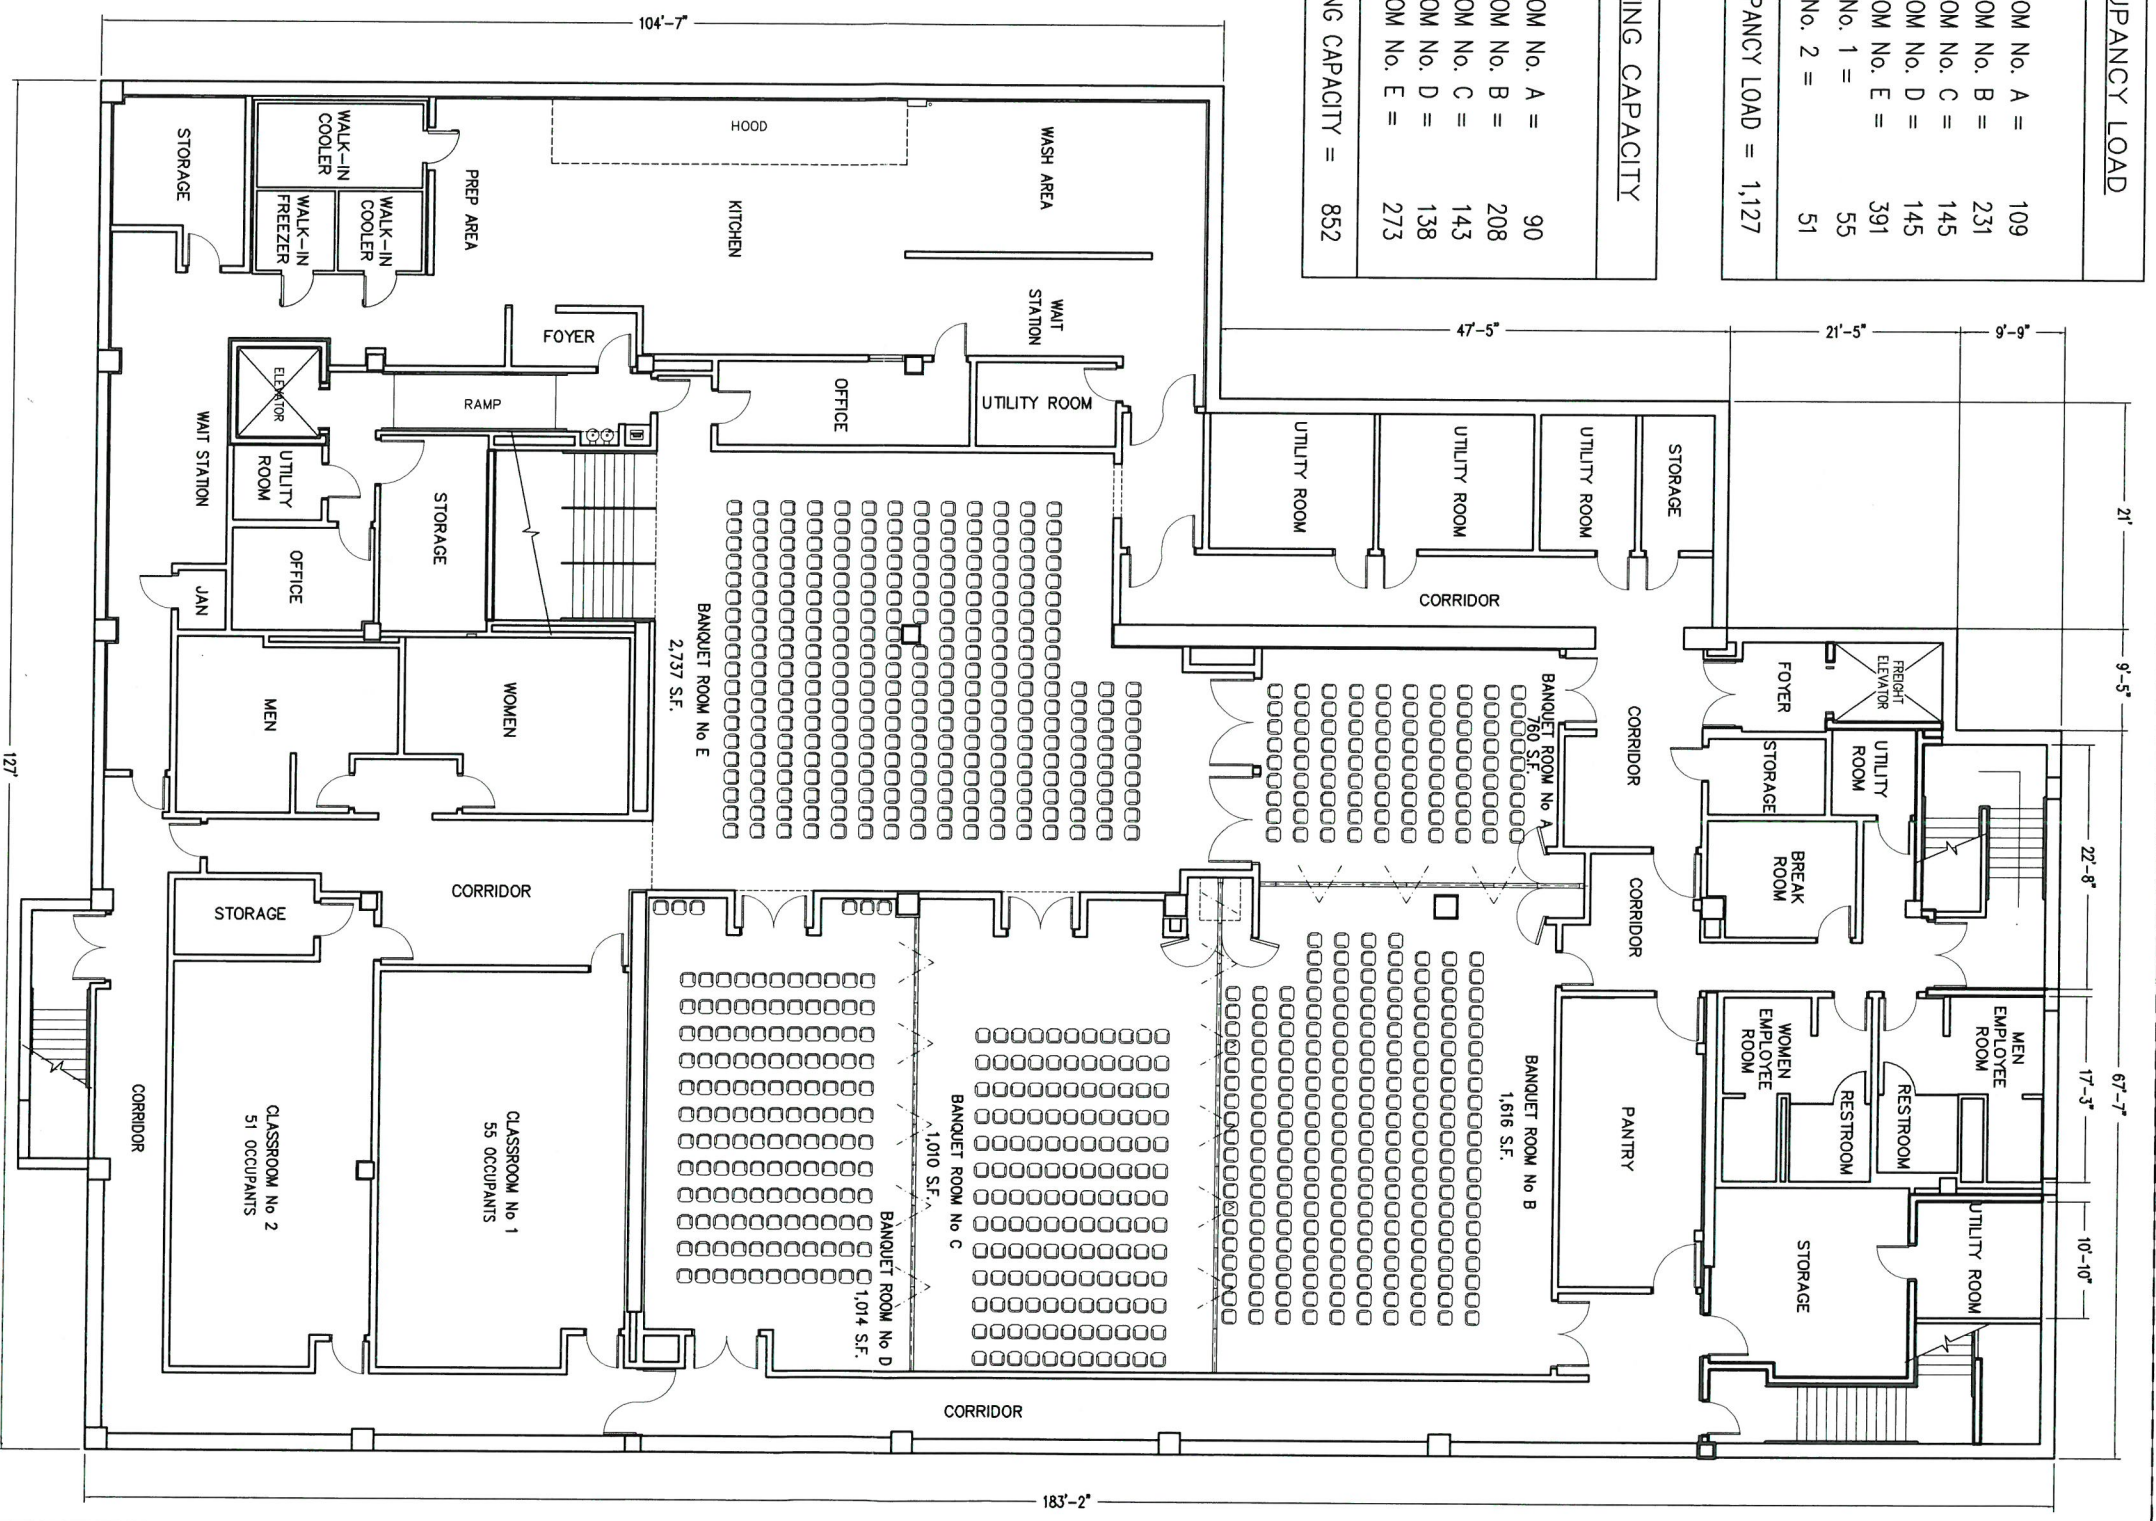 UPANCY LOAD
OM No. A = 109
OM No. B = 231
OM No. C = 145
OM No. D = 145
OM No. E = 391
No. 1 = 55
No. 2 = 51
PANCY LOAD = 1,127
ING CAPACITY
OM No. A = 90
OM No. B = 208
OM No. C = 143
OM No. D = 138
OM No. E = 273
NG CAPACITY = 852
104'-7"
47'-5"
21'-5"
9'-9"
21'
9'-5"
67'-7"
22'-8"
17'-3"
10'-10"
127'
183'-2"
STORAGE
WALK-IN
COOLER
WALK-IN
FREEZER
WALK-IN
COOLER
PREP AREA
HOOD
KITCHEN
WASH AREA
WAIT
STATION
FOYER
ELEVATOR
RAMP
OFFICE
UTILITY ROOM
UTILITY ROOM
UTILITY ROOM
UTILITY ROOM
STORAGE
CORRIDOR
WAIT STATION
UTILITY
ROOM
STORAGE
OFFICE
JAN
MEN
WOMEN
BANQUET ROOM No E
2,737 S.F.
BANQUET ROOM No A
760 S.F.
CORRIDOR
FOYER
FREIGHT
ELEVATOR
STORAGE
UTILITY
ROOM
BREAK
ROOM
CORRIDOR
CORRIDOR
STORAGE
CLASSROOM No 2
51 OCCUPANTS
CLASSROOM No 1
55 OCCUPANTS
CORRIDOR
BANQUET ROOM No D
1,014 S.F.
BANQUET ROOM No C
1,010 S.F.
BANQUET ROOM No B
1,616 S.F.
PANTRY
WOMEN
EMPLOYEE
ROOM
MEN
EMPLOYEE
ROOM
RESTROOM
RESTROOM
STORAGE
UTILITY ROOM
CORRIDOR